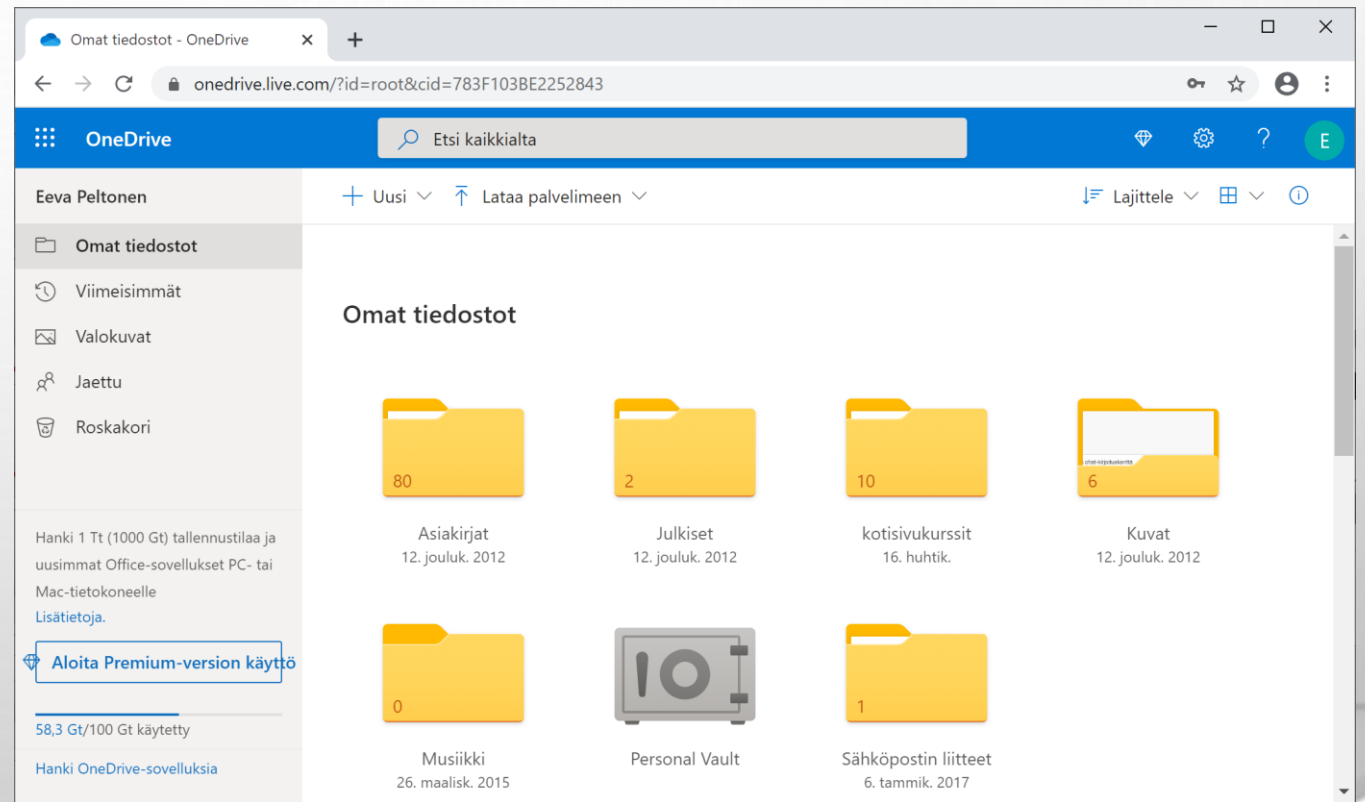 Omat tiedostot - OneDrive
onedrive.live.com/?id=root&cid=783F103BE2252843
OneDrive
Etsi kaikkialta
E
Eeva Peltonen
Uusi
Lataa palvelimeen
Lajittele
Omat tiedostot
Viimeisimmät
Valokuvat
Jaettu
Roskakori
Hanki 1 Tt (1000 Gt) tallennustilaa ja
uusimmat Office-sovellukset PC- tai
Mac-tietokoneelle
Lisätietoja.
Aloita Premium-version käyttö
58,3 Gt/100 Gt käytetty
Hanki OneDrive-sovelluksia
Omat tiedostot
80
Asiakirjat
12. jouluk. 2012
2
Julkiset
12. jouluk. 2012
10
kotisivukurssit
16. huhtik.
chat-kirjoituskenttä
6
Kuvat
12. jouluk. 2012
0
Musiikki
26. maalisk. 2015
Personal Vault
1
Sähköpostin liitteet
6. tammik. 2017